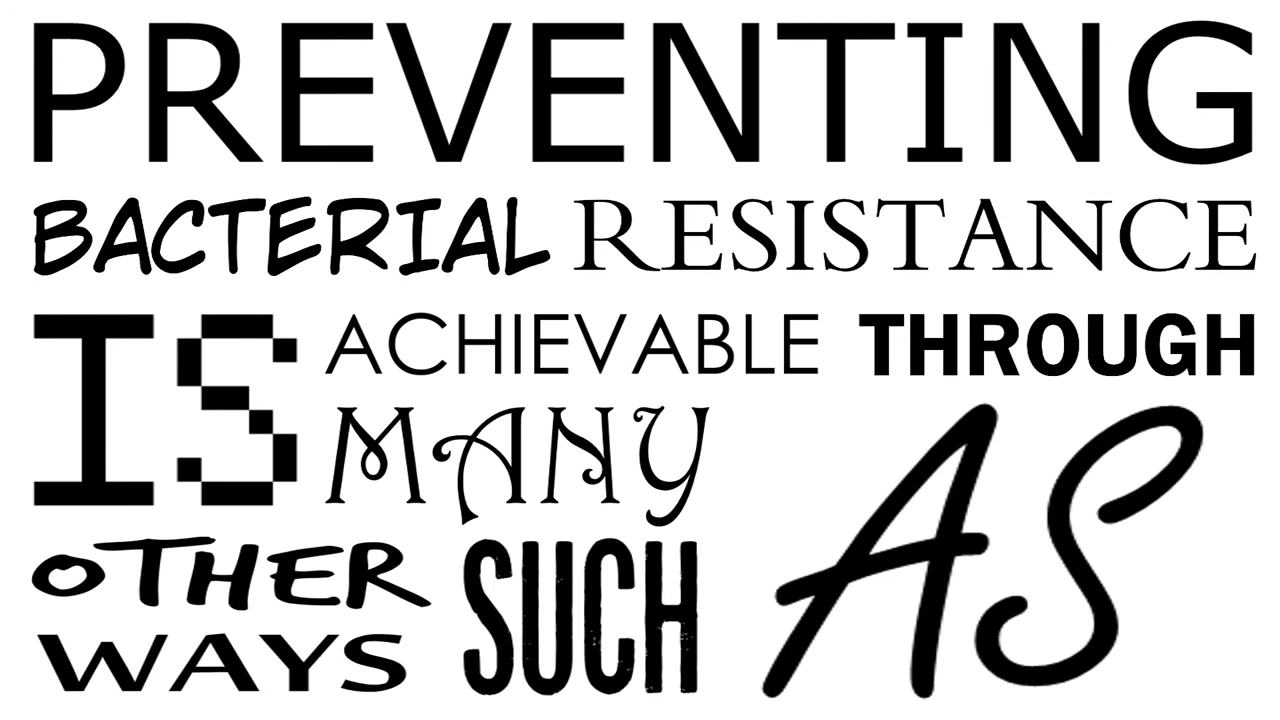 PREVENTING
BACTERIAL RESISTANCE
IS ACHIEVABLE THROUGH
MANY
OTHER
WAYS SUCH AS